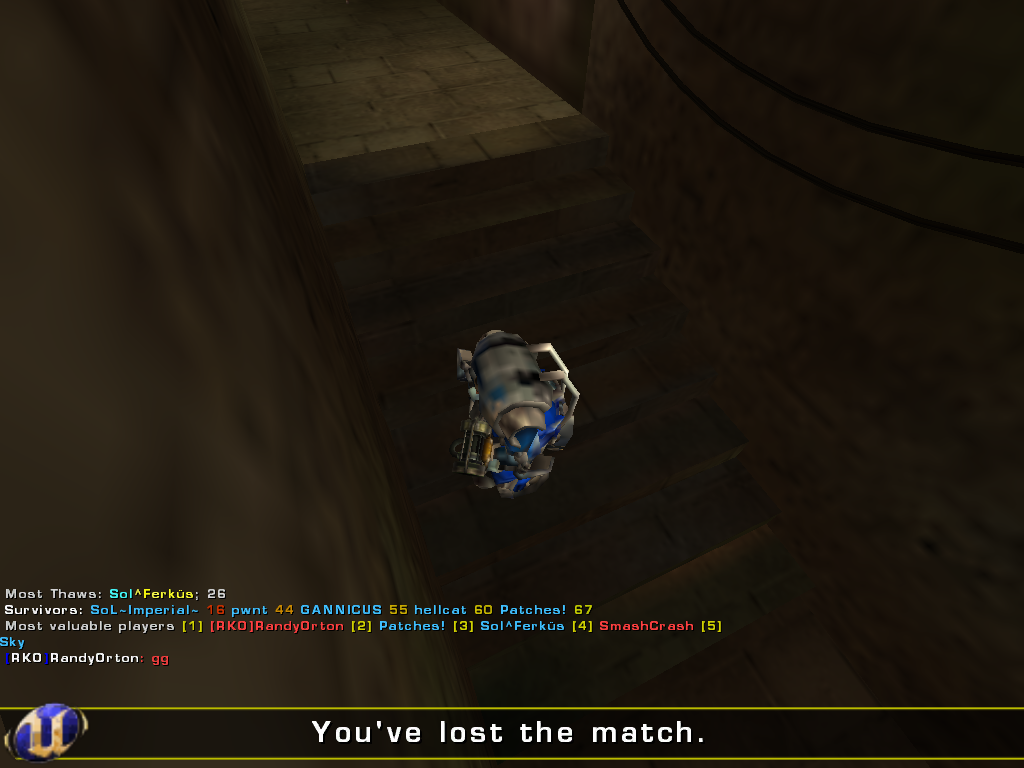 Most Thaws: Sol^Ferküs; 26
Survivors: SoL~Imperial~ 16 pwnt 44 GANNICUS 55 hellcat 60 Patches! 67
Most valuable players [1] [RKO]RandyOrton [2] Patches! [3] Sol^Ferküs [4] SmashCrash [5]
Sky
[RKO]RandyOrton: gg
You've lost the match.